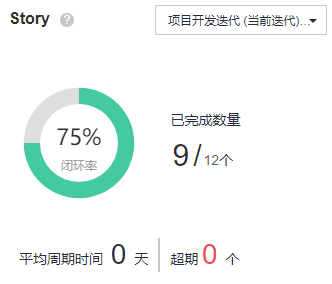 Story ?
项目开发迭代 (当前迭代)...
75%
闭环率
已完成数量
9/12个
平均周期时间 0 天
超期 0 个